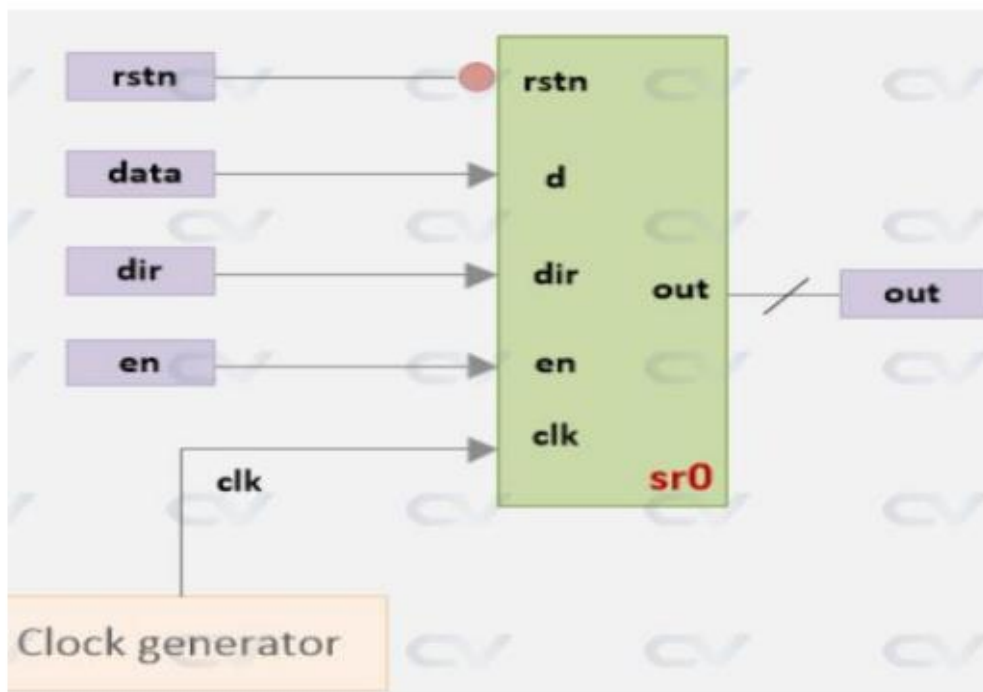 rstn
rstn
data
d
dir
dir
out
out
en
en
clk
clk
sr0
Clock generator